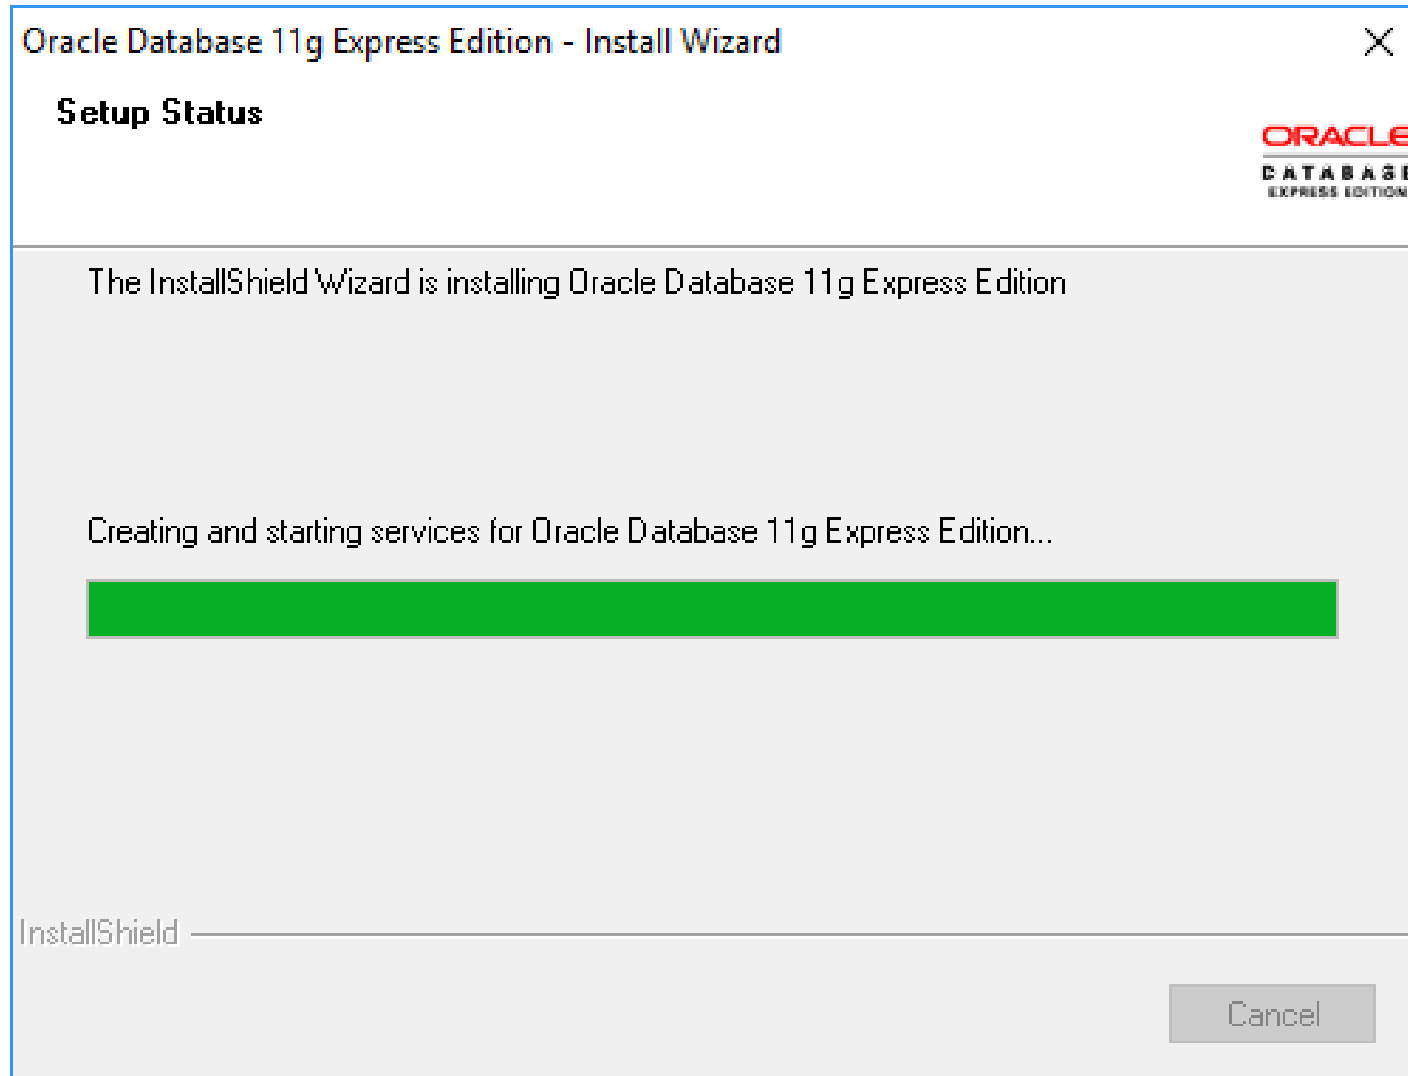 Oracle Database 11g Express Edition - Install Wizard
Setup Status
ORACLE
DATABASE
EXPRESS EDITION
The InstallShield Wizard is installing Oracle Database 11g Express Edition
Creating and starting services for Oracle Database 11g Express Edition...
InstallShield
Cancel